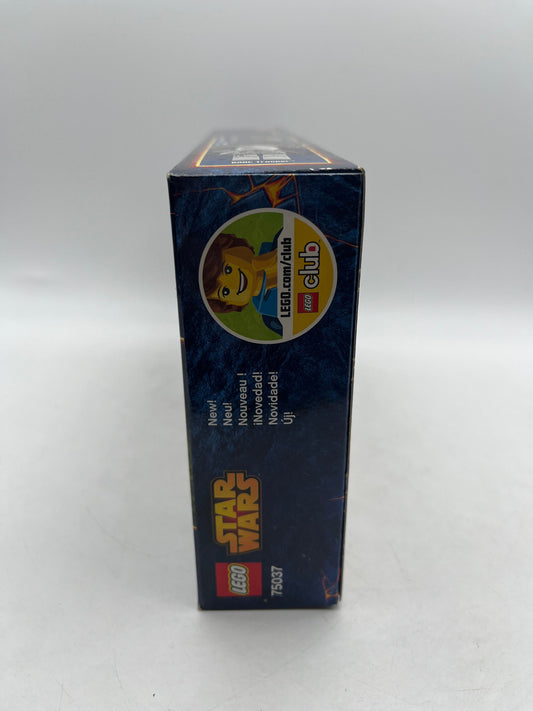 LEGO.com/club
LEGO
club
New!
Neu!
Nouveau !
¡Novedad!
Novidade!
Új!
STAR
WARS
LEGO
75037